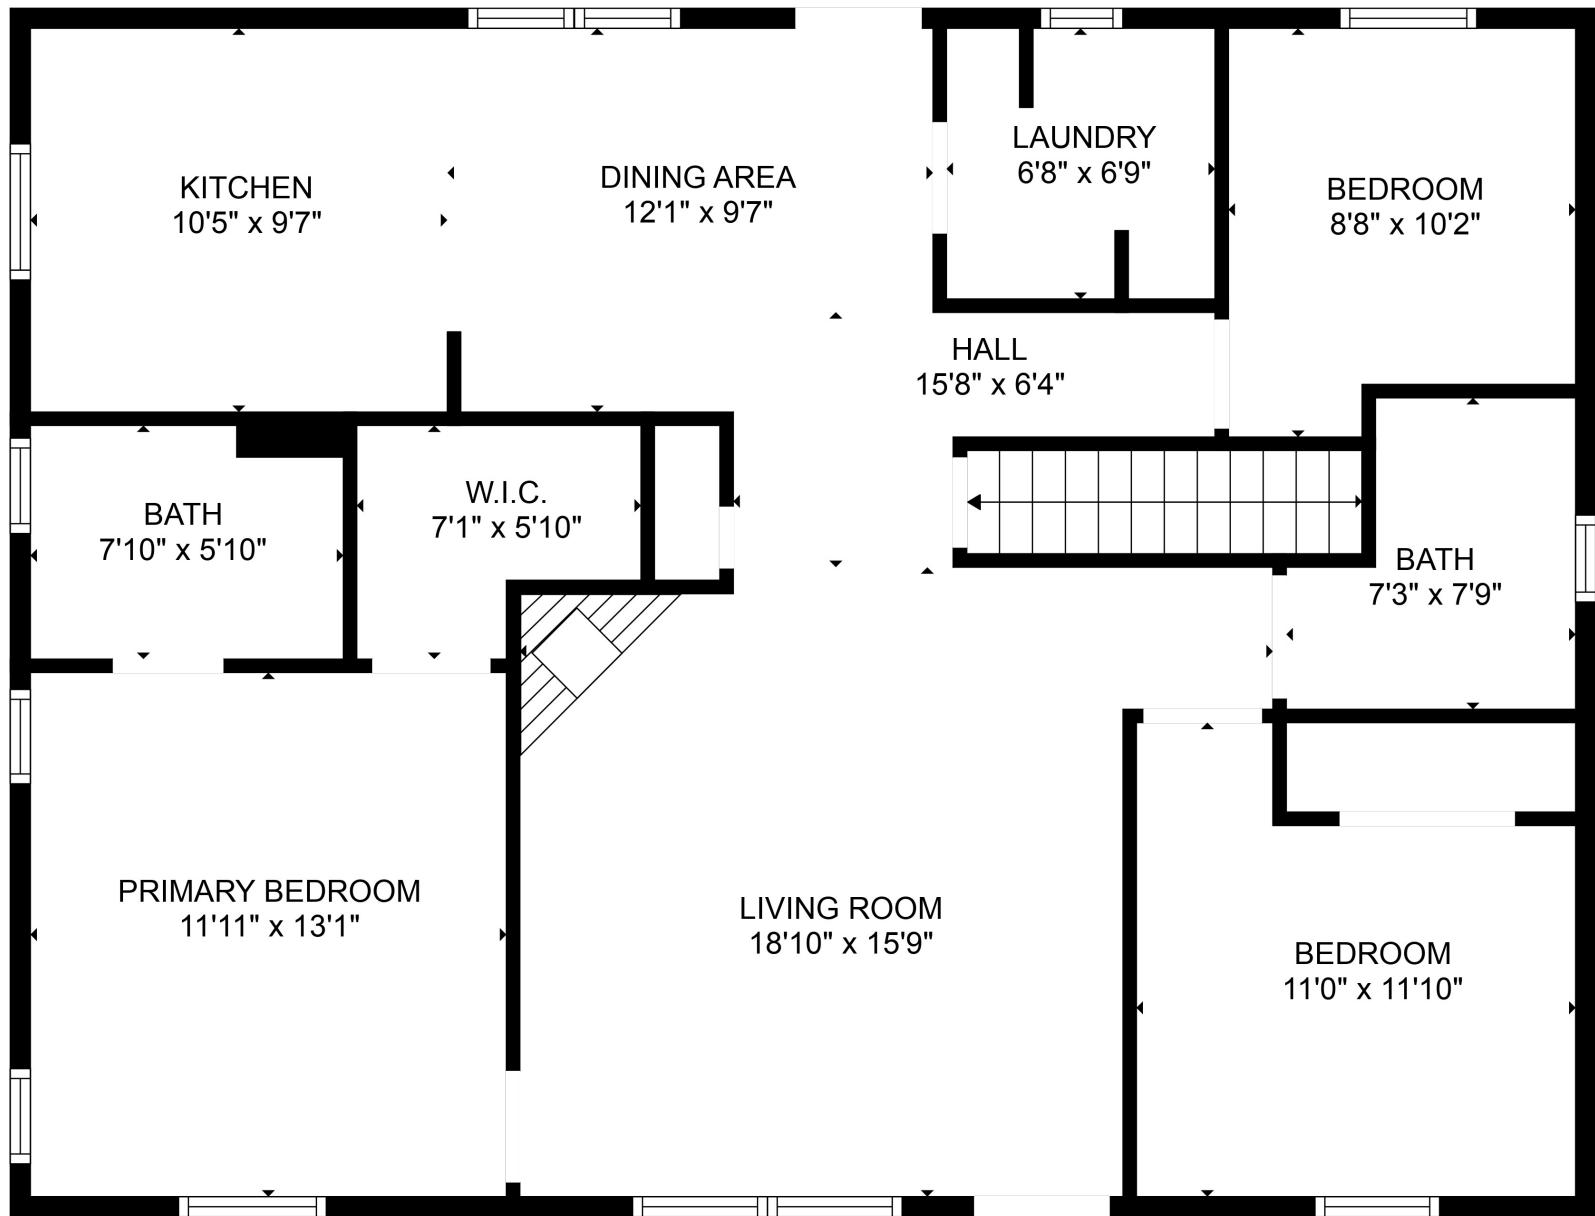 KITCHEN
10'5" x 9'7"
DINING AREA
12'1" x 9'7"
LAUNDRY
6'8" x 6'9"
BEDROOM
8'8" x 10'2"
HALL
15'8" x 6'4"
BATH
7'10" x 5'10"
W.I.C.
7'1" x 5'10"
BATH
7'3" x 7'9"
PRIMARY BEDROOM
11'11" x 13'1"
LIVING ROOM
18'10" x 15'9"
BEDROOM
11'0" x 11'10"